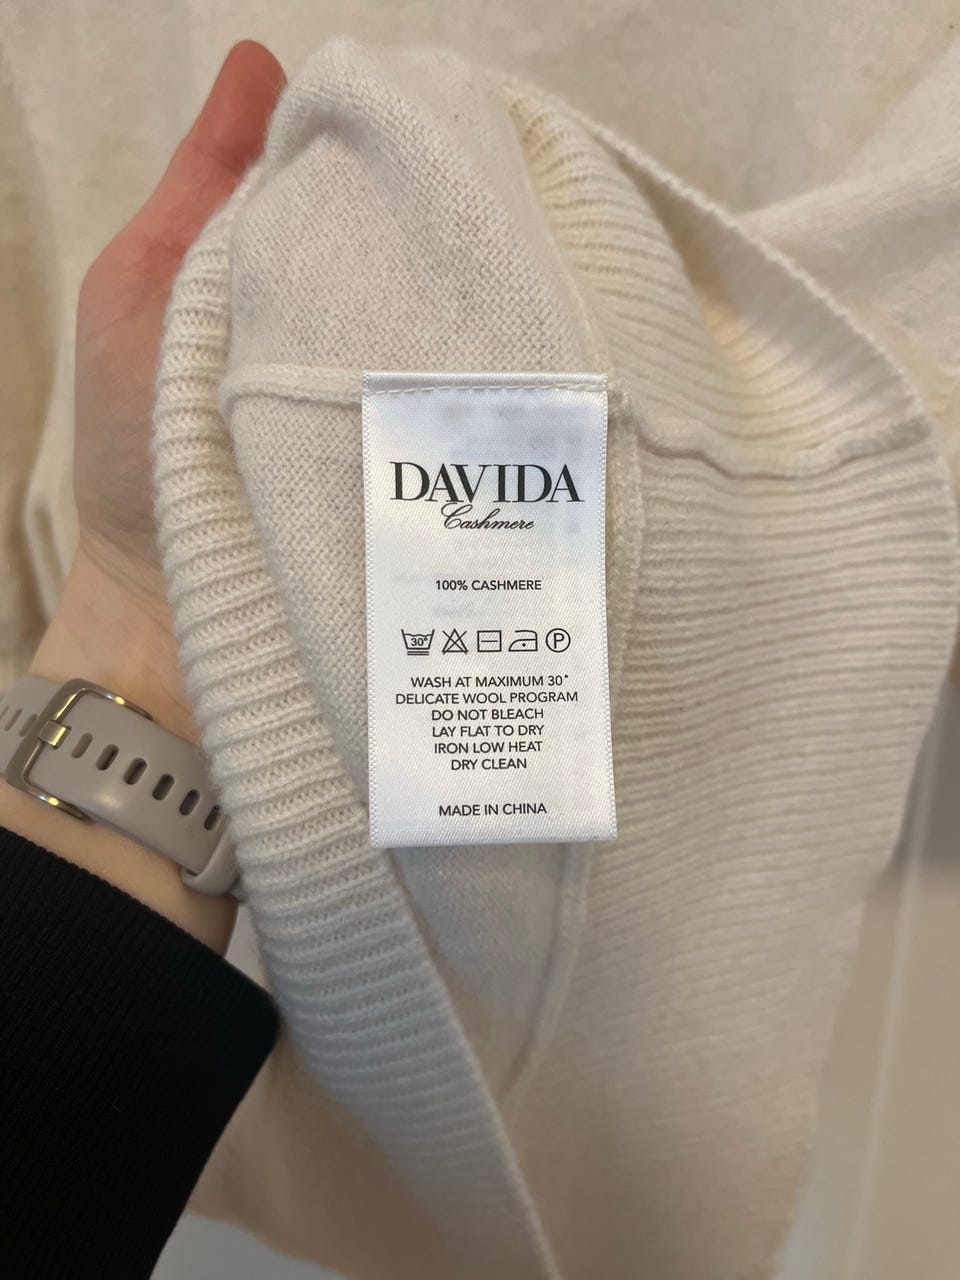 DAVIDA
Cashmere
100% CASHMERE
30°
P
WASH AT MAXIMUM 30°
DELICATE WOOL PROGRAM
DO NOT BLEACH
LAY FLAT TO DRY
IRON LOW HEAT
DRY CLEAN
MADE IN CHINA